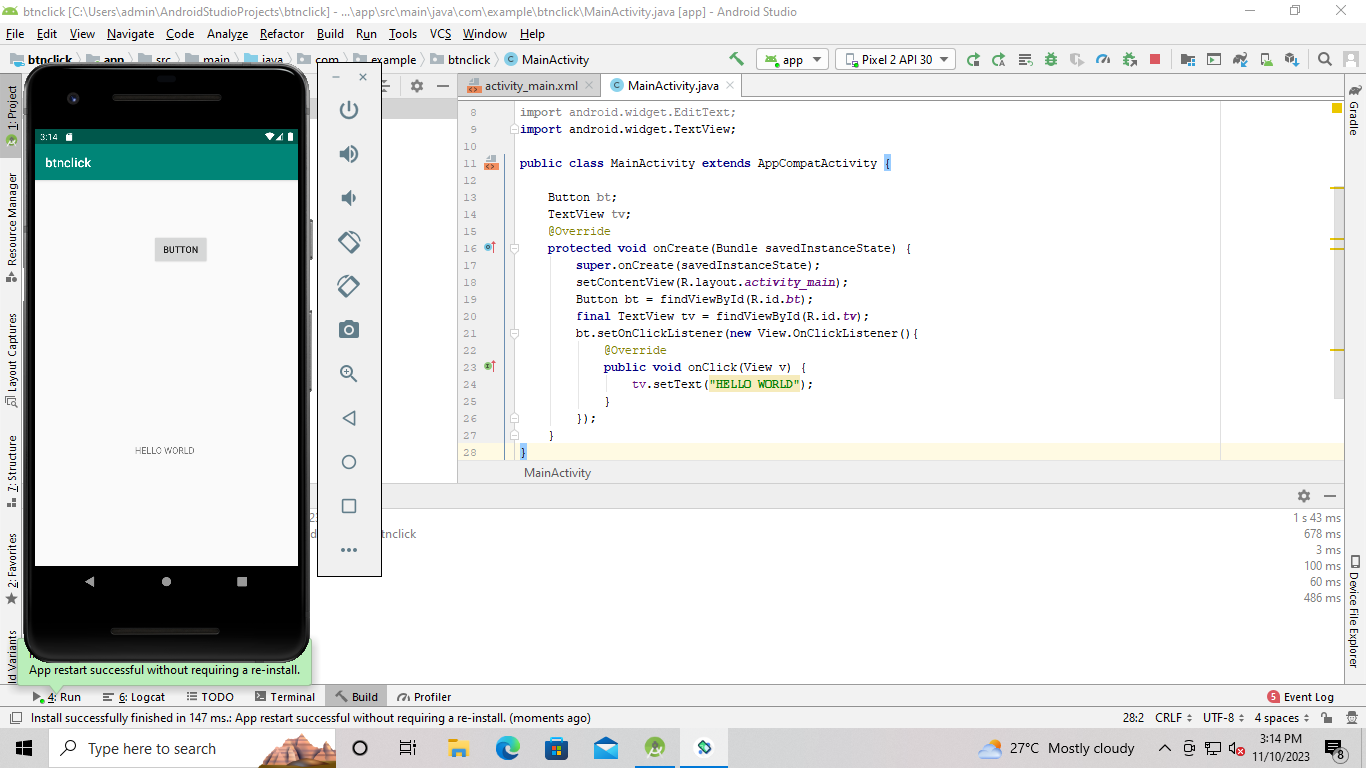 btnclick [C:\Users\admin\AndroidStudioProjects\btnclick] - ...\app\src\main\java\com\example\btnclick\MainActivity.java [app] - Android Studio
File Edit View Navigate Code Analyze Refactor Build Run Tools VCS Window Help
btnclick app src main java com example btnclick MainActivity
app Pixel 2 API 30
activity_main.xml MainActivity.java
1: Project
Resource Manager
Layout Captures
7: Structure
2: Favorites
ld Variants
3:14
btnclick
BUTTON
HELLO WORLD
8 import android.widget.EditText;
9 import android.widget.TextView;
10
11 public class MainActivity extends AppCompatActivity {
12
13 Button bt;
14 TextView tv;
15 @Override
16 protected void onCreate(Bundle savedInstanceState) {
17 super.onCreate(savedInstanceState);
18 setContentView(R.layout.activity_main);
19 Button bt = findViewById(R.id.bt);
20 final TextView tv = findViewById(R.id.tv);
21 bt.setOnClickListener(new View.OnClickListener(){
22 @Override
23 public void onClick(View v) {
24 tv.setText("HELLO WORLD");
25 }
26 });
27 }
28 }
MainActivity
Gradle
Device File Explorer
1 s 43 ms
tnclick 678 ms
3 ms
100 ms
60 ms
486 ms
App restart successful without requiring a re-install.
4: Run 6: Logcat TODO Terminal Build Profiler 5 Event Log
Install successfully finished in 147 ms.: App restart successful without requiring a re-install. (moments ago) 28:2 CRLF UTF-8 4 spaces
Type here to search 27°C Mostly cloudy 3:14 PM
11/10/2023 8